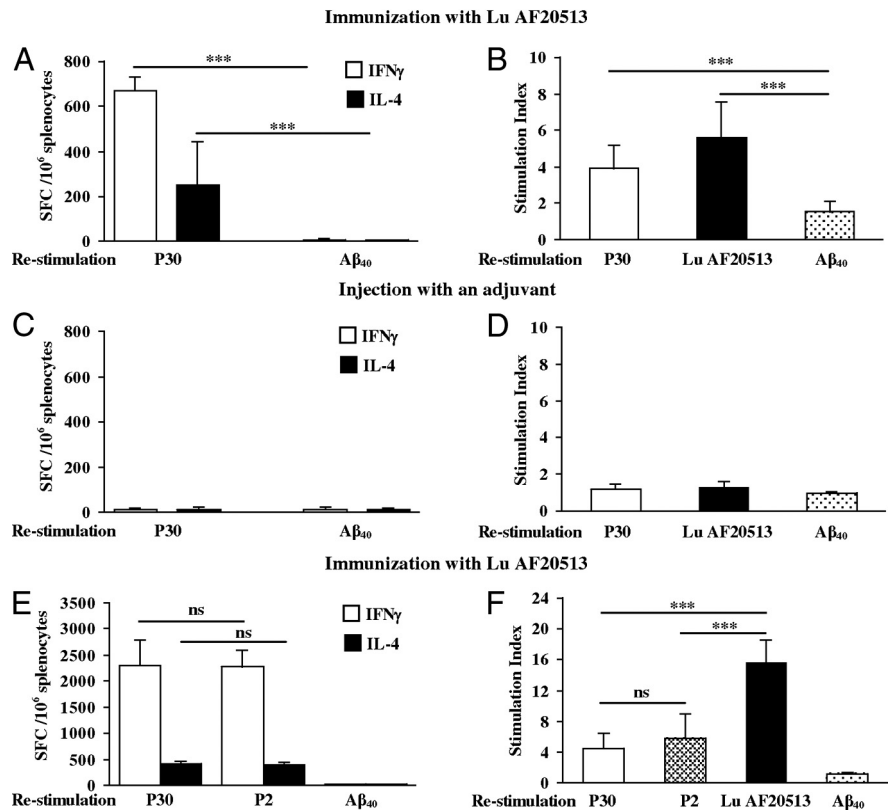 Immunization with Lu AF20513
A
SFC /10⁶ splenocytes
800
600
400
200
0
***
***
IFNγ
IL-4
Re-stimulation P30 Aβ₄₀
B
Stimulation Index
10
8
6
4
2
0
***
***
Re-stimulation P30 Lu AF20513 Aβ₄₀
Injection with an adjuvant
C
SFC /10⁶ splenocytes
800
600
400
200
0
IFNγ
IL-4
Re-stimulation P30 Aβ₄₀
D
Stimulation Index
10
8
6
4
2
0
Re-stimulation P30 Lu AF20513 Aβ₄₀
Immunization with Lu AF20513
E
SFC /10⁶ splenocytes
3500
3000
2500
2000
1500
1000
500
0
ns
ns
IFNγ
IL-4
Re-stimulation P30 P2 Aβ₄₀
F
Stimulation Index
24
20
16
12
8
4
0
***
***
ns
Re-stimulation P30 P2 Lu AF20513 Aβ₄₀